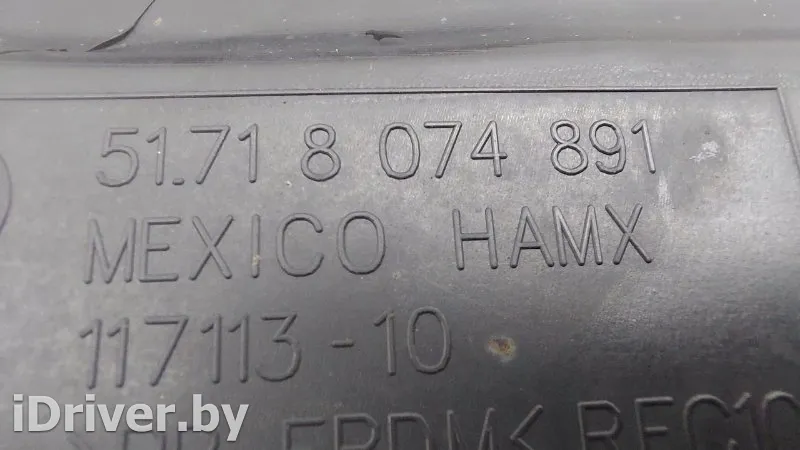 51.71 8 074 891
MEXICO HAMX
117113-10
iDriver.by